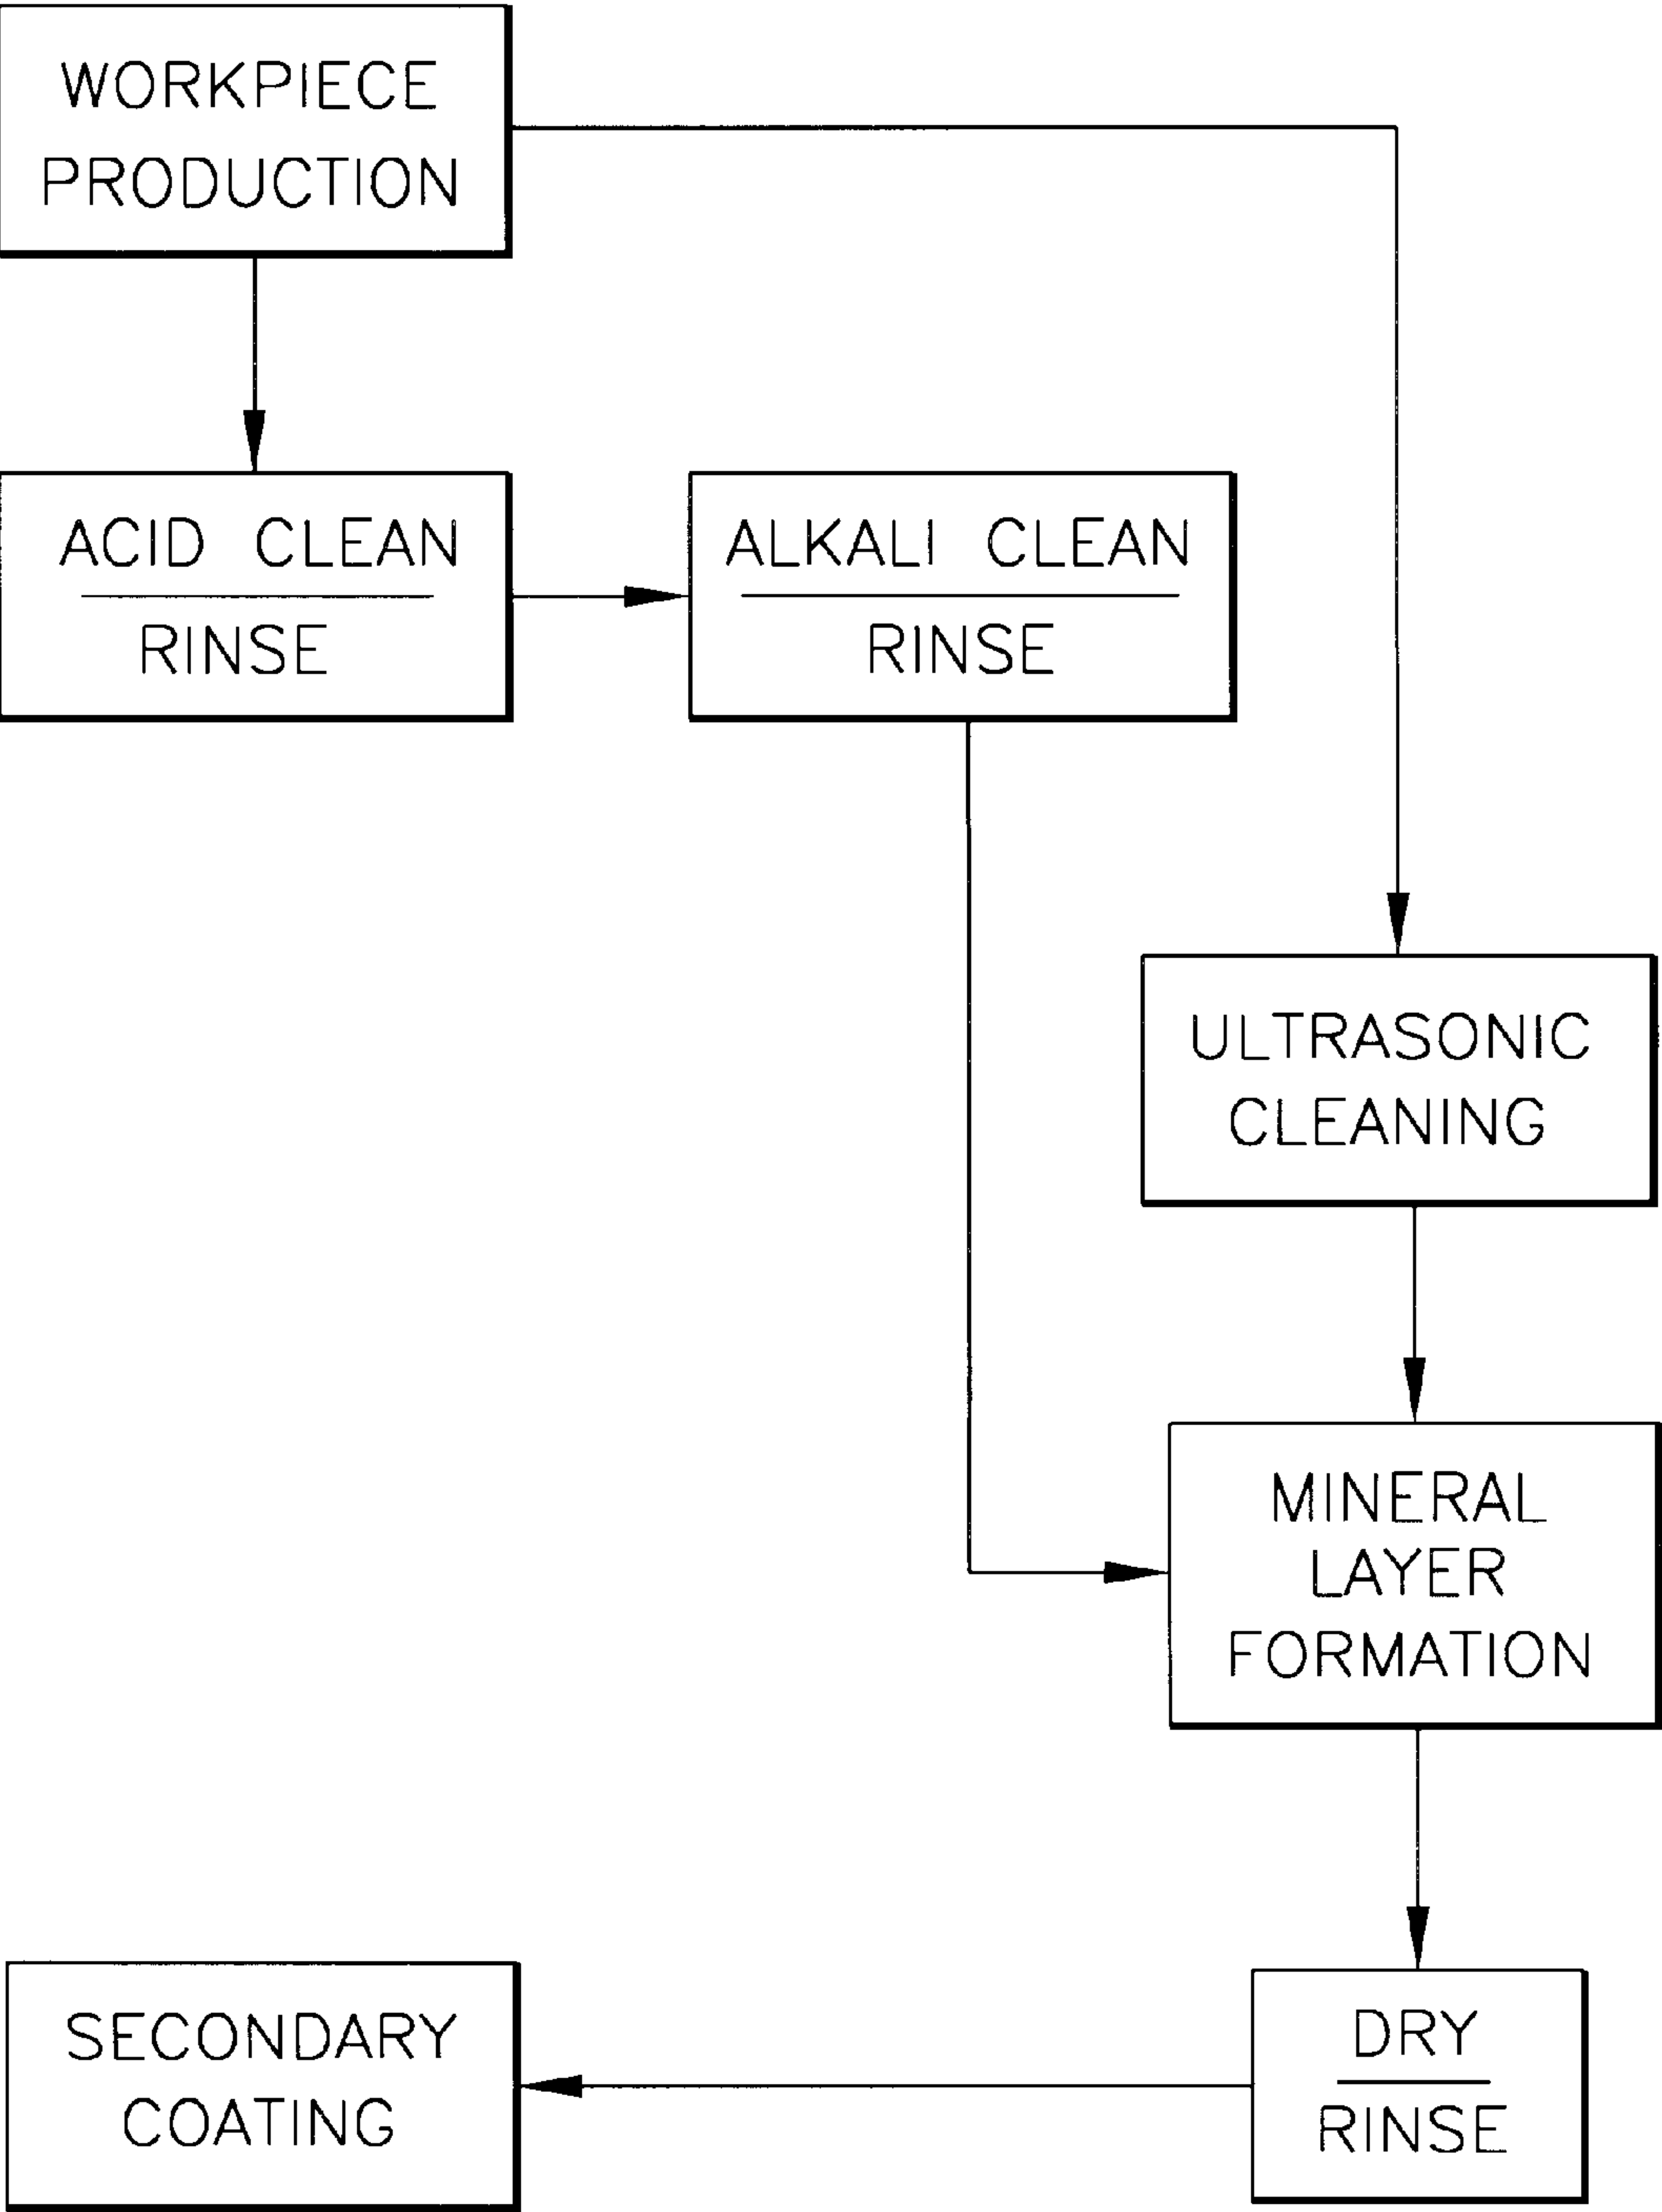 WORKPIECE
PRODUCTION
ACID CLEAN
RINSE
ALKALI CLEAN
RINSE
ULTRASONIC
CLEANING
MINERAL
LAYER
FORMATION
DRY
RINSE
SECONDARY
COATING